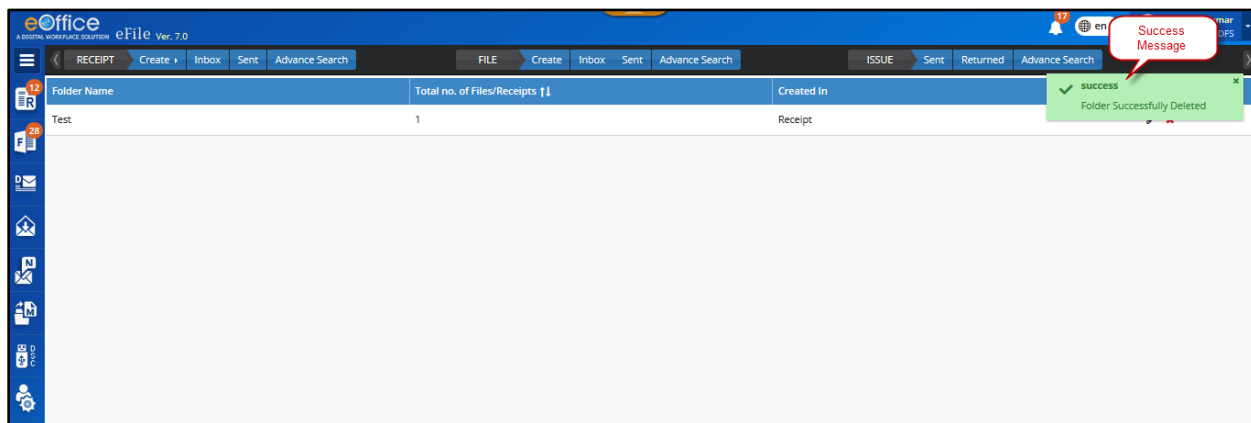 eOffice
A DIGITAL WORKPLACE SOLUTION eFile Ver. 7.0
17
en
mar
DFS
Success
Message
RECEIPT Create Inbox Sent Advance Search FILE Create Inbox Sent Advance Search ISSUE Sent Returned Advance Search
12
R
Folder Name Total no. of Files/Receipts Created In
success
Folder Successfully Deleted
Test 1 Receipt
28
F
D
N
M
DSC